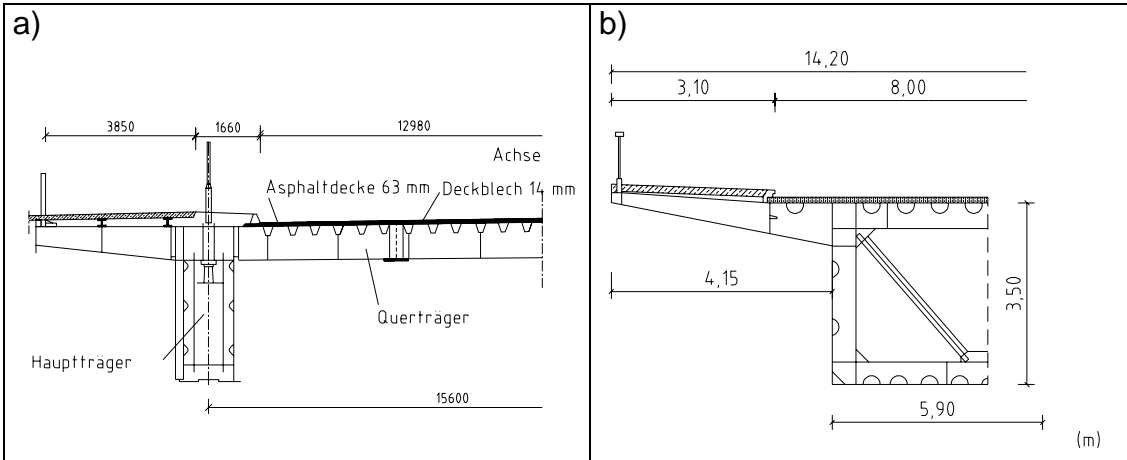 a)
3850
1660
12980
Achse
Asphaltdecke 63 mm
Deckblech 14 mm
Querträger
Hauptträger
15600
b)
14,20
3,10
8,00
4,15
3,50
5,90
(m)